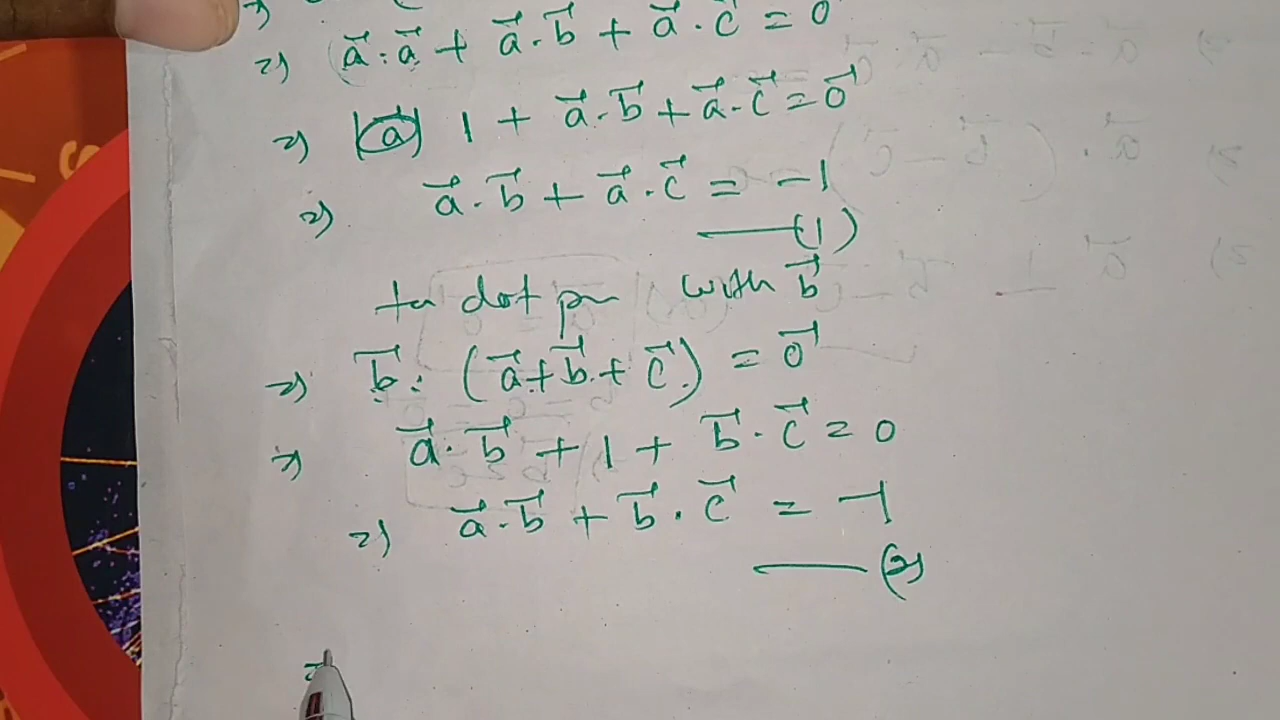 => a⃗.a⃗ + a⃗.b⃗ + a⃗.c⃗ = 0
=> 1 + a⃗.b⃗ + a⃗.c⃗ = 0⃗
=> a⃗.b⃗ + a⃗.c⃗ = -1
—(1)
dot with b⃗
=> b⃗.(a⃗+b⃗+c⃗) = 0⃗
=> a⃗.b⃗ + 1 + b⃗.c⃗ = 0
=> a⃗.b⃗ + b⃗.c⃗ = -1
—(2)